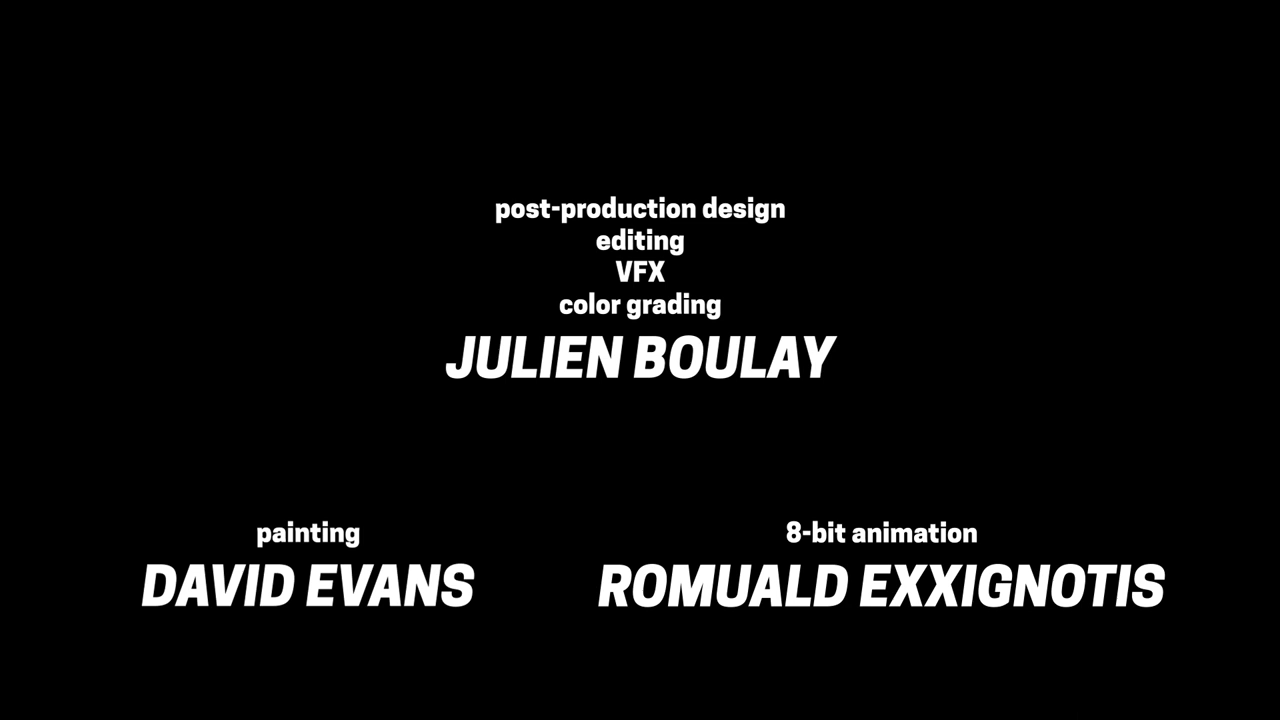 post-production design
editing
VFX
color grading
JULIEN BOULAY
painting
DAVID EVANS
8-bit animation
ROMUALD EXXIGNOTIS